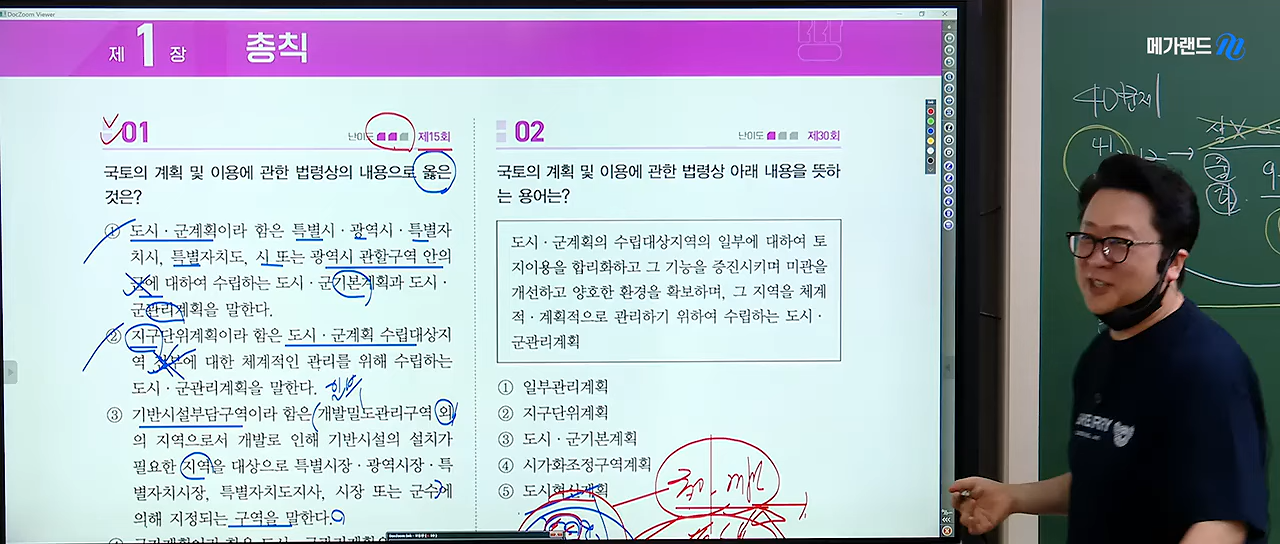 DocZoom Viewer
제 1 장 총칙
메가랜드
40문제
01
난이도
제15회
국토의 계획 및 이용에 관한 법령상의 내용으로 옳은
것은?
① 도시·군계획이라 함은 특별시·광역시·특별자
치시, 특별자치도, 시 또는 광역시 관할구역 안의
군에 대하여 수립하는 도시·군기본계획과 도시·
군관리계획을 말한다.
② 지구단위계획이라 함은 도시·군계획 수립대상지
역 전부에 대한 체계적인 관리를 위해 수립하는
도시·군관리계획을 말한다.
일부
③ 기반시설부담구역이라 함은 개발밀도관리구역 외
의 지역으로서 개발로 인해 기반시설의 설치가
필요한 지역을 대상으로 특별시장·광역시장·특
별자치시장, 특별자치도지사, 시장 또는 군수에
의해 지정되는 구역을 말한다.
02
난이도
제30회
국토의 계획 및 이용에 관한 법령상 아래 내용을 뜻하
는 용어는?
도시·군계획의 수립대상지역의 일부에 대하여 토
지이용을 합리화하고 그 기능을 증진시키며 미관을
개선하고 양호한 환경을 확보하며, 그 지역을 체계
적·계획적으로 관리하기 위하여 수립하는 도시·
군관리계획
① 일부관리계획
② 지구단위계획
③ 도시·군기본계획
④ 시가화조정구역계획
⑤ 도시혁신계획